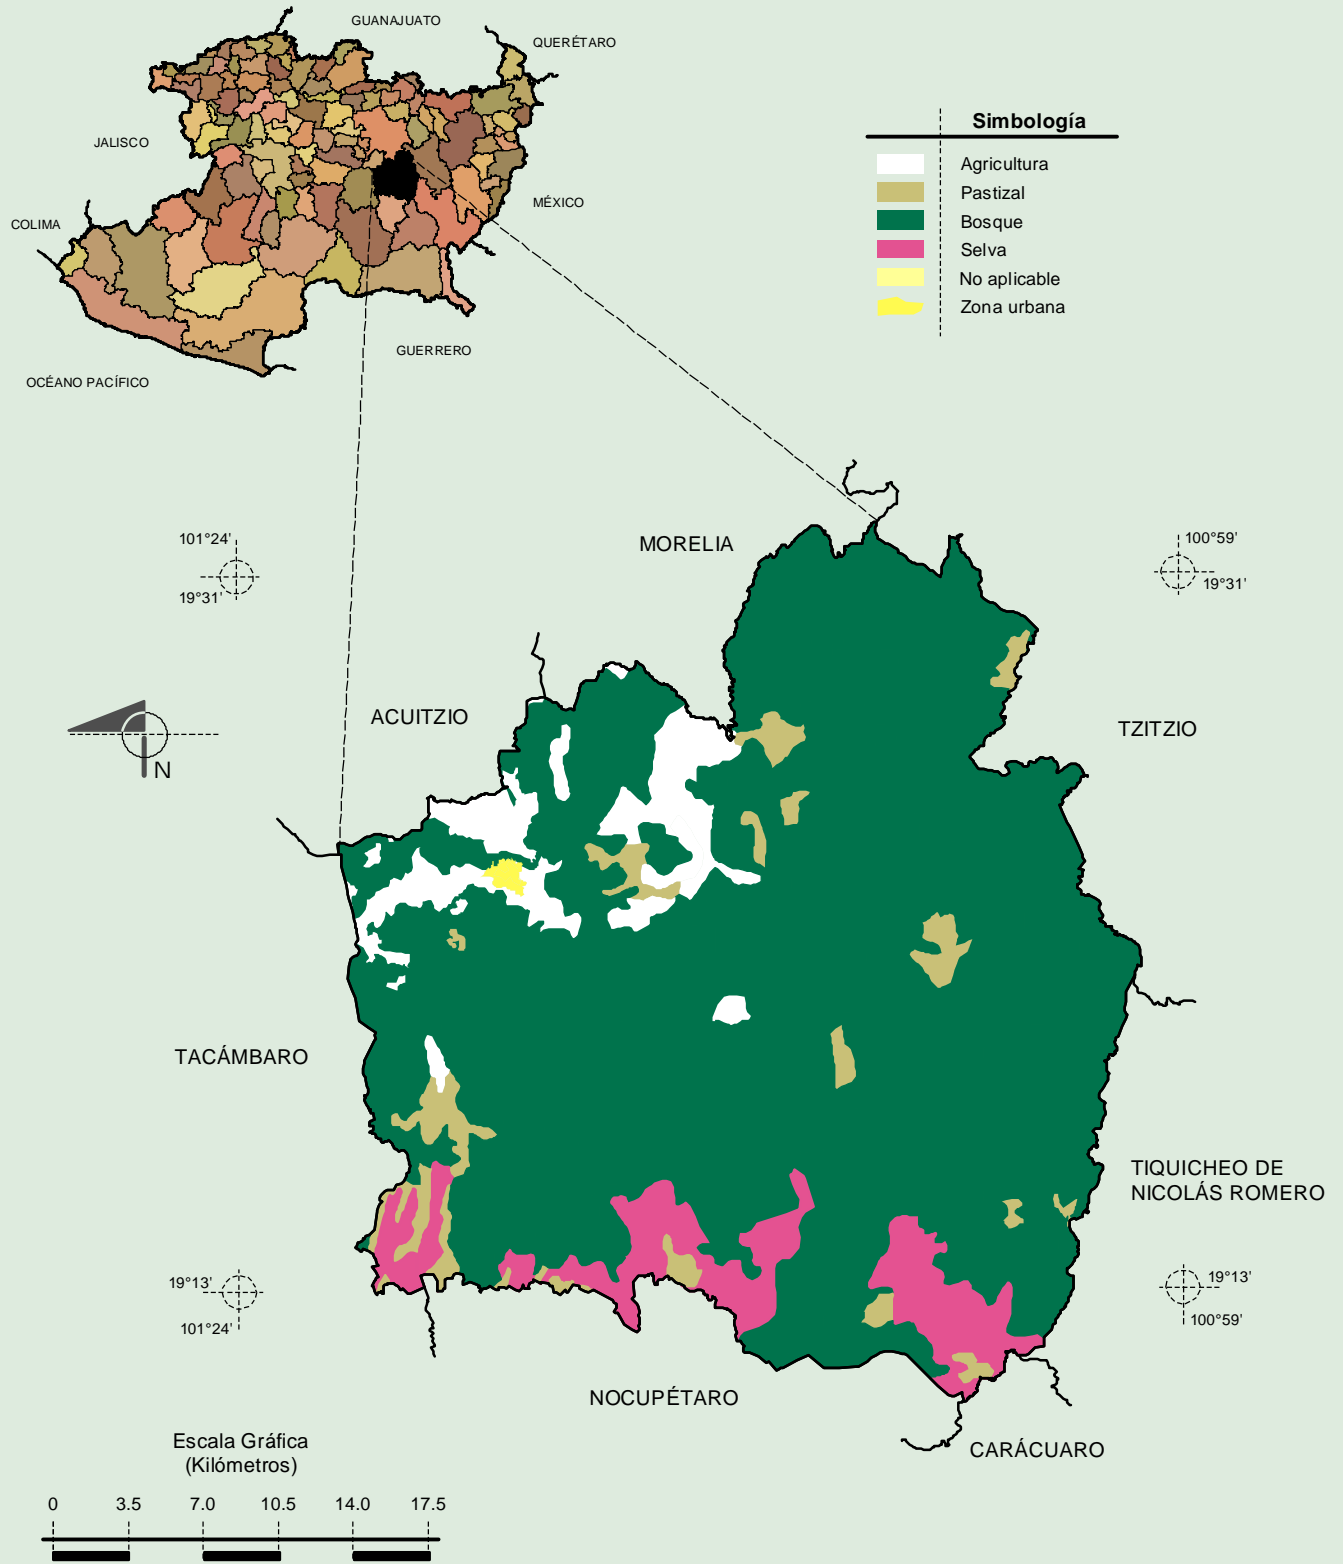 GUANAJUATO
QUERÉTARO
JALISCO
MÉXICO
COLIMA
GUERRERO
OCÉANO PACÍFICO
Simbología
Agricultura
Pastizal
Bosque
Selva
No aplicable
Zona urbana
101°24'
19°31'
MORELIA
100°59'
19°31'
ACUITZIO
TZITZIO
N
TACÁMBARO
TIQUICHEO DE
NICOLÁS ROMERO
19°13'
101°24'
19°13'
100°59'
NOCUPÉTARO
CARÁCUARO
Escala Gráfica
(Kilómetros)
0 3.5 7.0 10.5 14.0 17.5